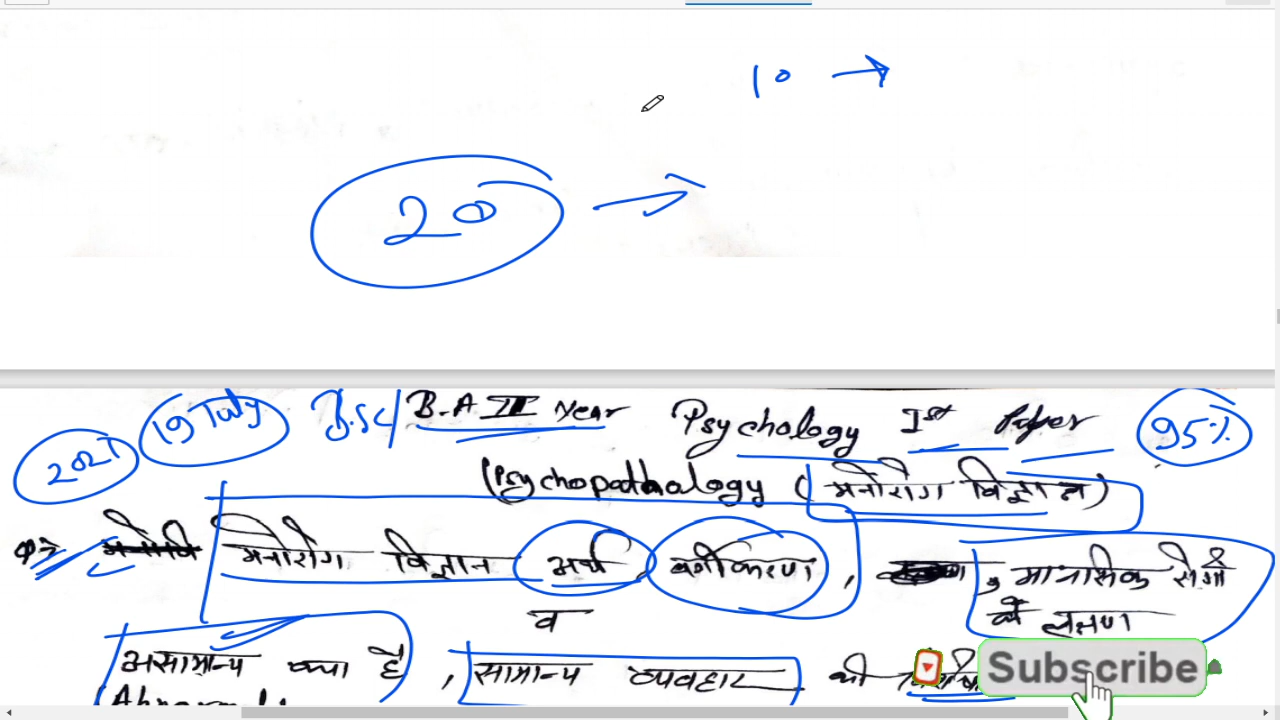 10 →
20 →
2021 19 July B.Sc/ B.A II Year Psychology Ist Paper 95%
(Psychopathology (मनोरोग विज्ञान)
मनोरोग विज्ञान अर्थ, वर्गीकरण, , मानसिक रोगों
व के लक्षण
असामान्य क्या है, सामान्य व्यवहार की
Subscribe